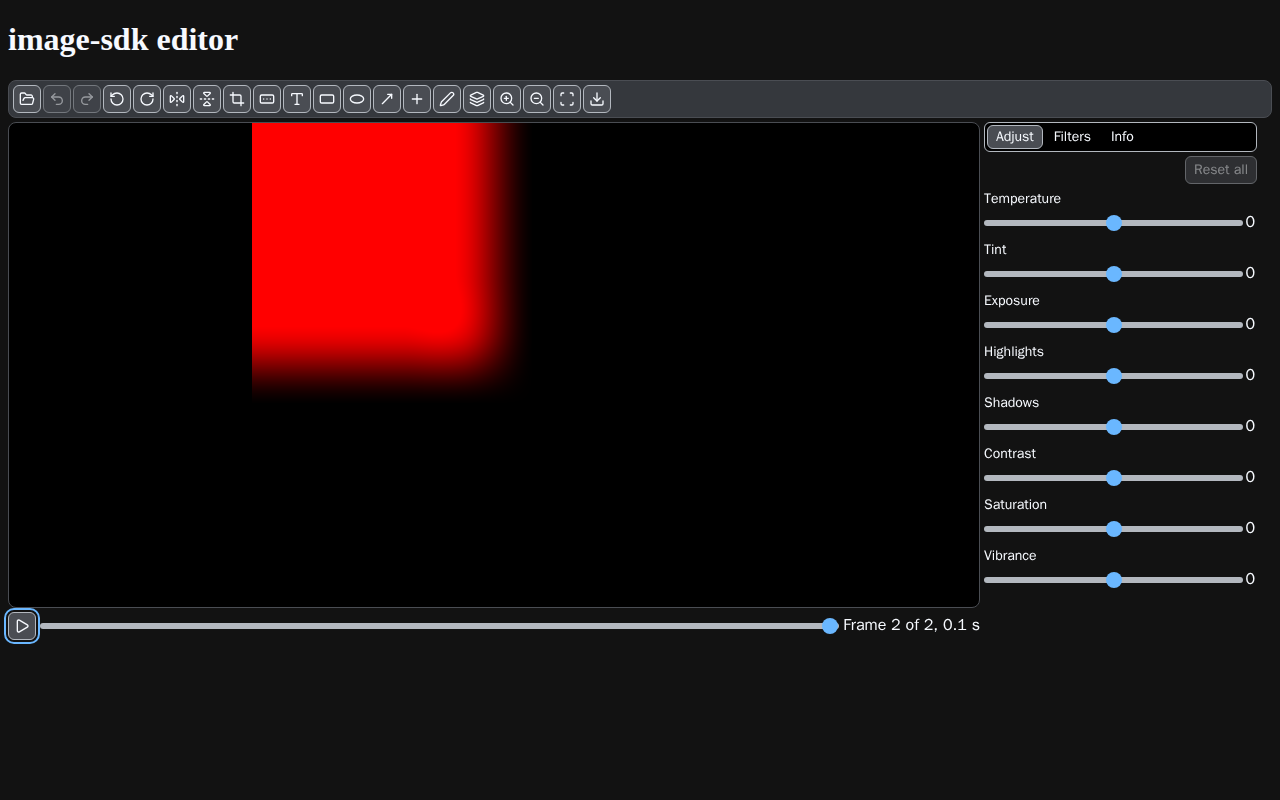 image-sdk editor
Adjust Filters Info
Reset all
Temperature
0
Tint
0
Exposure
0
Highlights
0
Shadows
0
Contrast
0
Saturation
0
Vibrance
0
Frame 2 of 2, 0.1 s